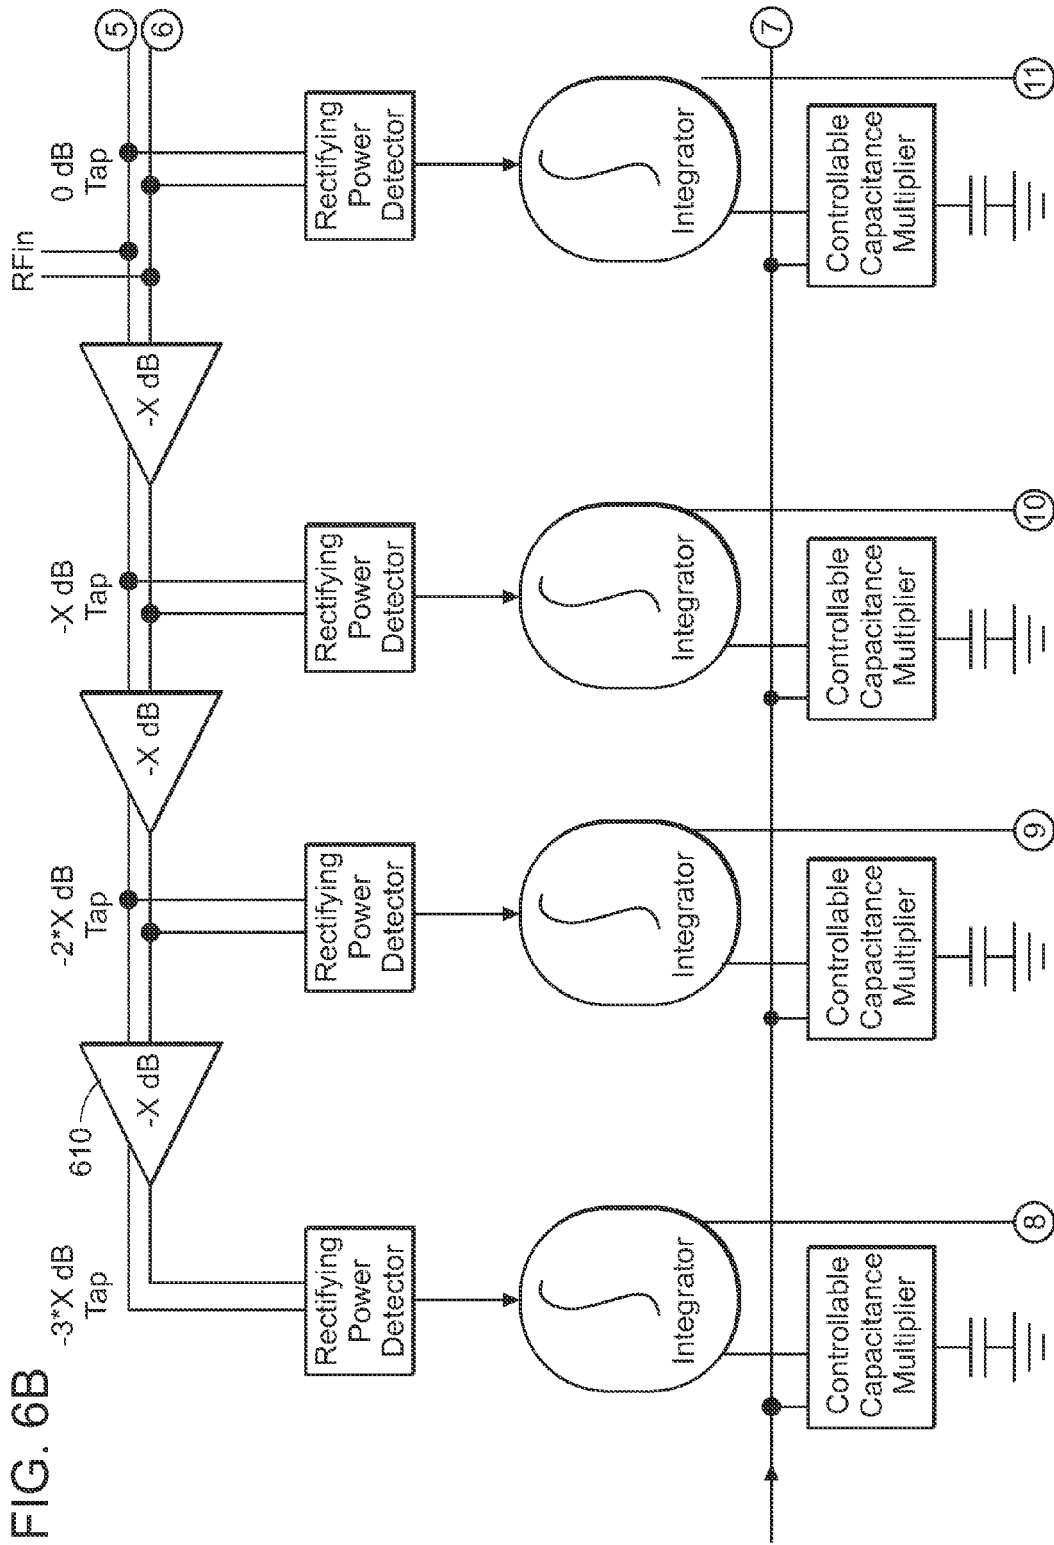 FIG. 6B
RFin
-3*X dB
Tap
-2*X dB
Tap
-X dB
Tap
0 dB
Tap
610
-X dB
-X dB
-X dB
5
6
Rectifying
Power
Detector
Rectifying
Power
Detector
Rectifying
Power
Detector
Rectifying
Power
Detector
Integrator
Integrator
Integrator
Integrator
7
Controllable
Capacitance
Multiplier
Controllable
Capacitance
Multiplier
Controllable
Capacitance
Multiplier
Controllable
Capacitance
Multiplier
8
9
10
11